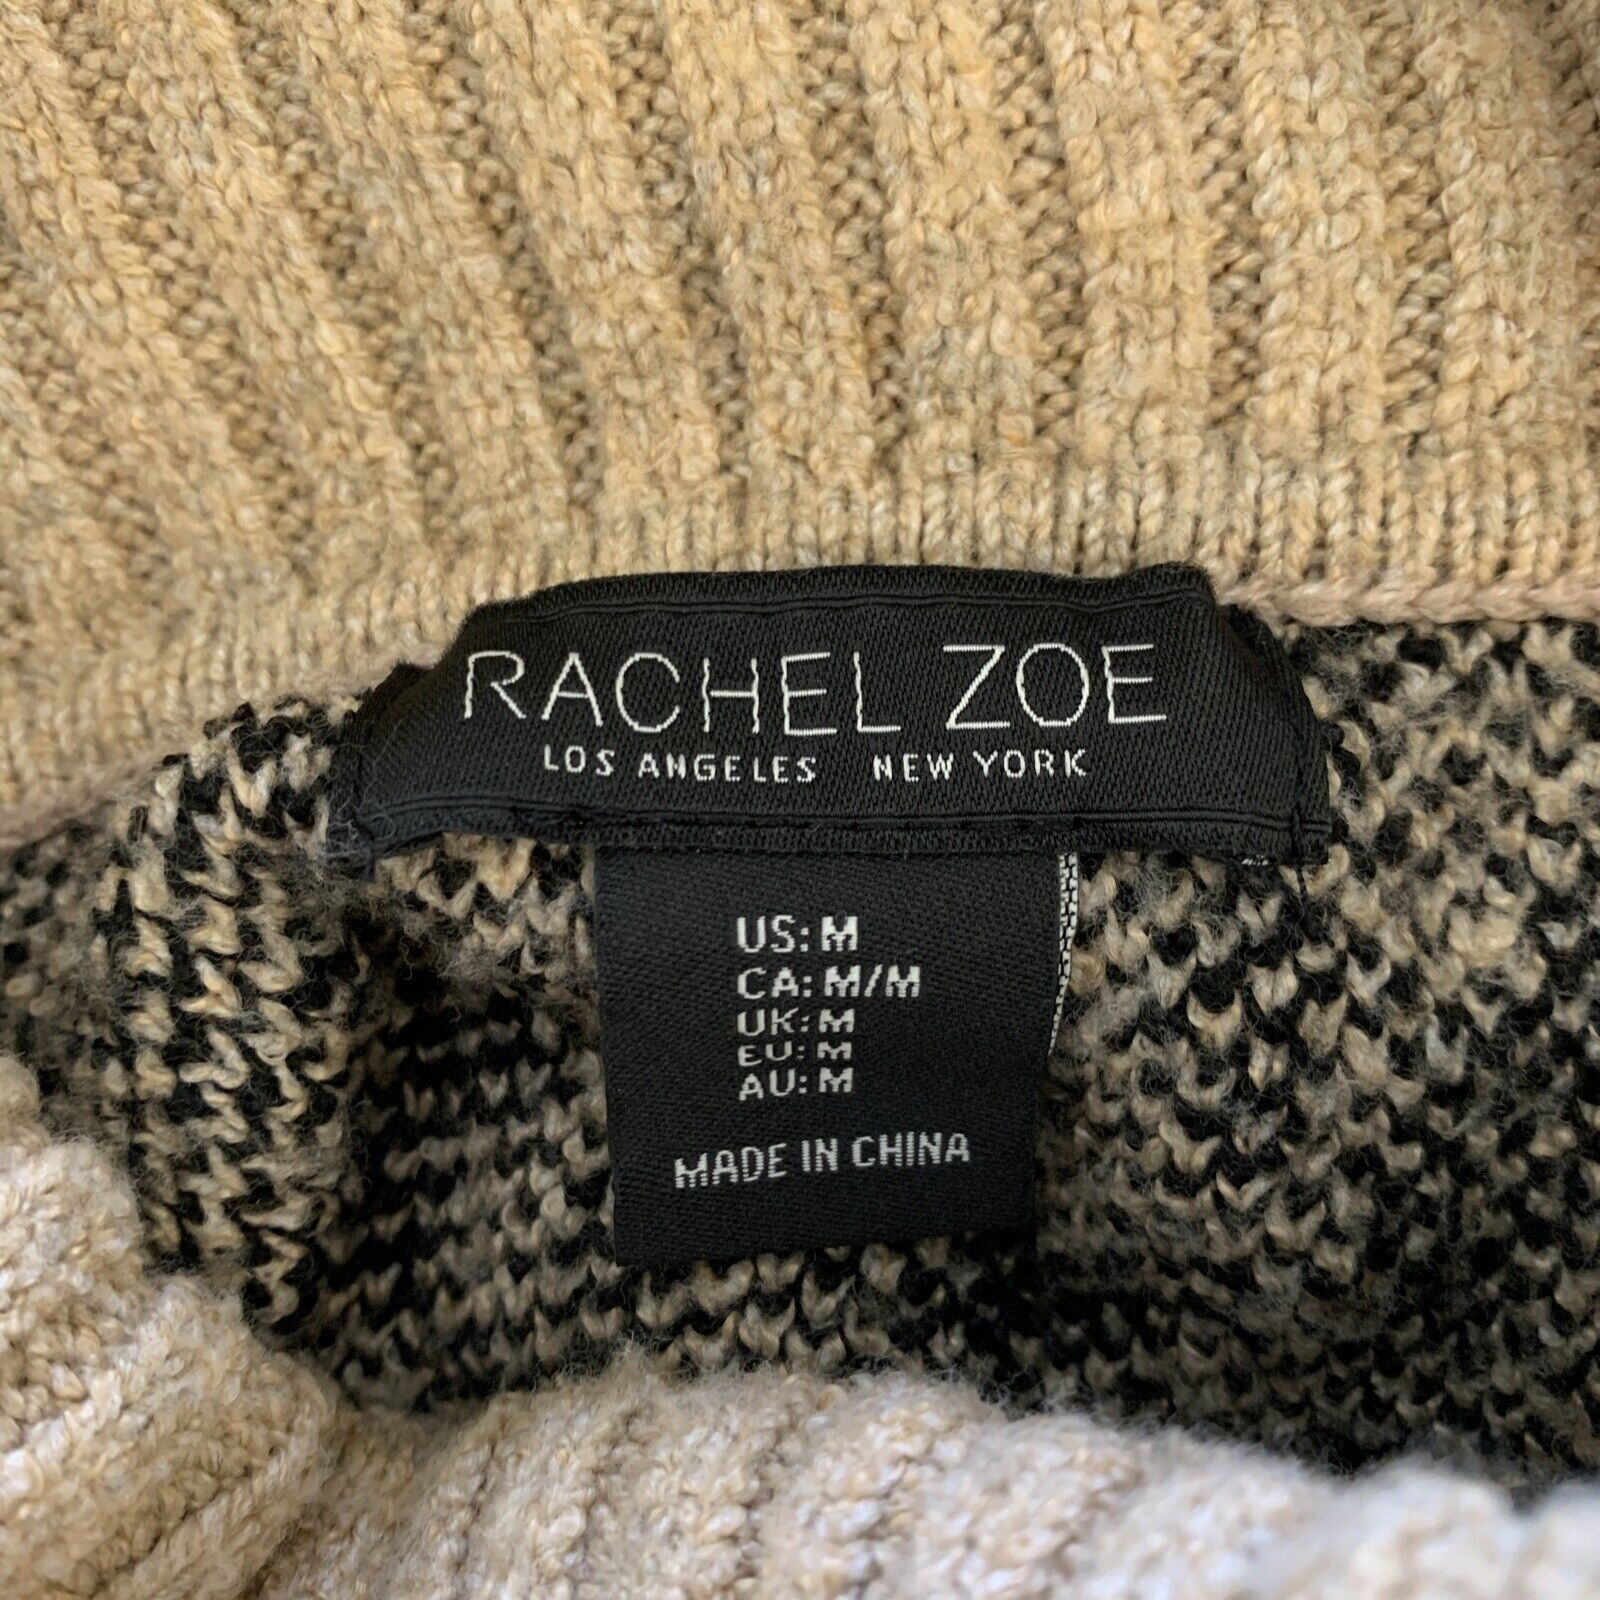 RACHEL ZOE
LOS ANGELES NEW YORK
US: M
CA: M/M
UK: M
EU: M
AU: M
MADE IN CHINA